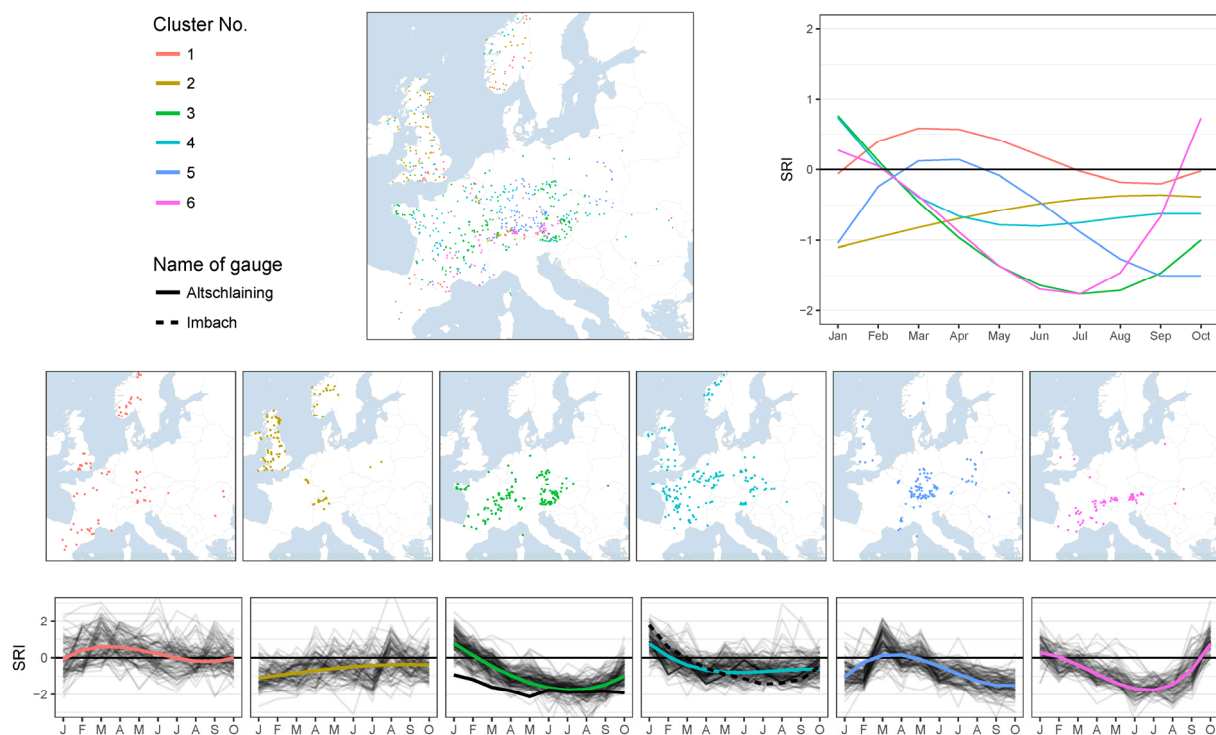 Cluster No.
1
2
3
4
5
6
Name of gauge
Altschlaining
Imbach
SRI
2
1
0
−1
−2
Jan Feb Mar Apr May Jun Jul Aug Sep Oct
SRI
2
0
−2
J F M A M J J A S O
J F M A M J J A S O
J F M A M J J A S O
J F M A M J J A S O
J F M A M J J A S O
J F M A M J J A S O